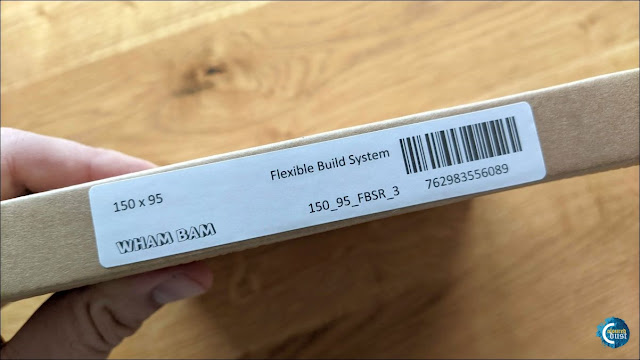 150 x 95
Flexible Build System
WHAM BAM
150_95_FBSR_3
762983556089